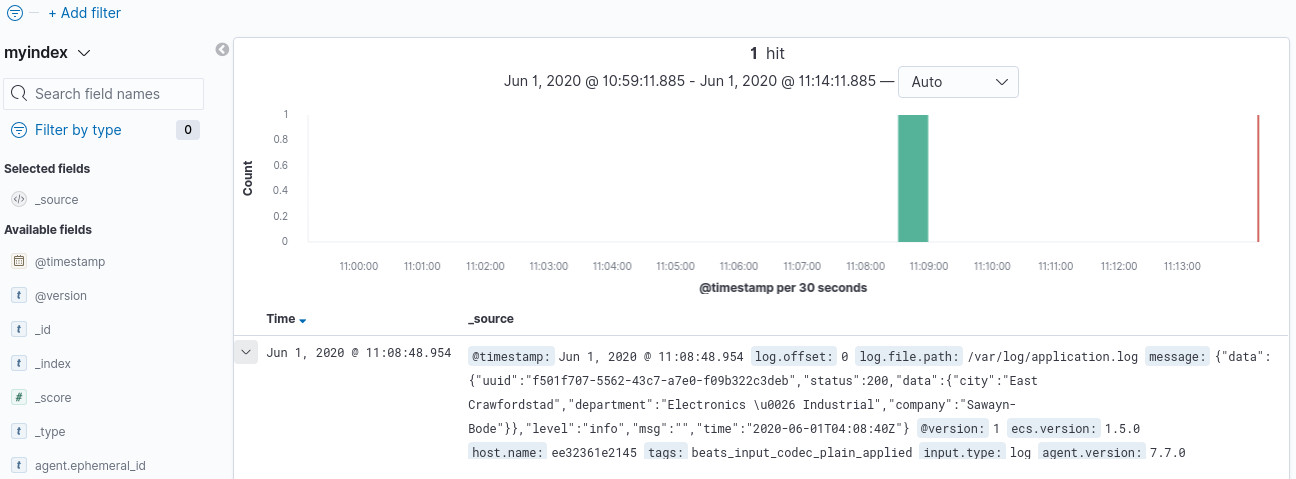 + Add filter
myindex
Search field names
Filter by type 0
Selected fields
_source
Available fields
@timestamp
@version
t _id
t _index
# _score
t _type
t agent.ephemeral_id
1 hit
Jun 1, 2020 @ 10:59:11.885 - Jun 1, 2020 @ 11:14:11.885 — Auto
Count
1
0.8
0.6
0.4
0.2
0
11:00:00 11:01:00 11:02:00 11:03:00 11:04:00 11:05:00 11:06:00 11:07:00 11:08:00 11:09:00 11:10:00 11:11:00 11:12:00 11:13:00
@timestamp per 30 seconds
Time _source
Jun 1, 2020 @ 11:08:48.954 @timestamp: Jun 1, 2020 @ 11:08:48.954 log.offset: 0 log.file.path: /var/log/application.log message: {"data":
{"uuid":"f501f707-5562-43c7-a7e0-f09b322c3deb","status":200,"data":{"city":"East
Crawfordstad","department":"Electronics \u0026 Industrial","company":"Sawayn-
Bode"}},"level":"info","msg":"","time":"2020-06-01T04:08:40Z"} @version: 1 ecs.version: 1.5.0
host.name: ee32361e2145 tags: beats_input_codec_plain_applied input.type: log agent.version: 7.7.0